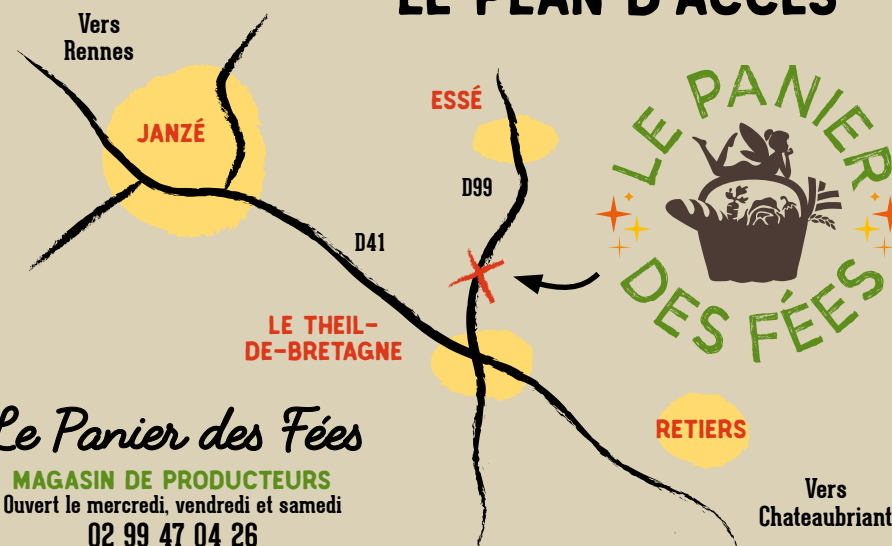 LE PLAN D'ACCÈS
Vers
Rennes
JANZÉ
ESSÉ
D99
D41
LE PANIER
DES FÉES
LE THEIL-
DE-BRETAGNE
RETIERS
Le Panier des Fées
MAGASIN DE PRODUCTEURS
Ouvert le mercredi, vendredi et samedi
02 99 47 04 26
Vers
Chateaubriant